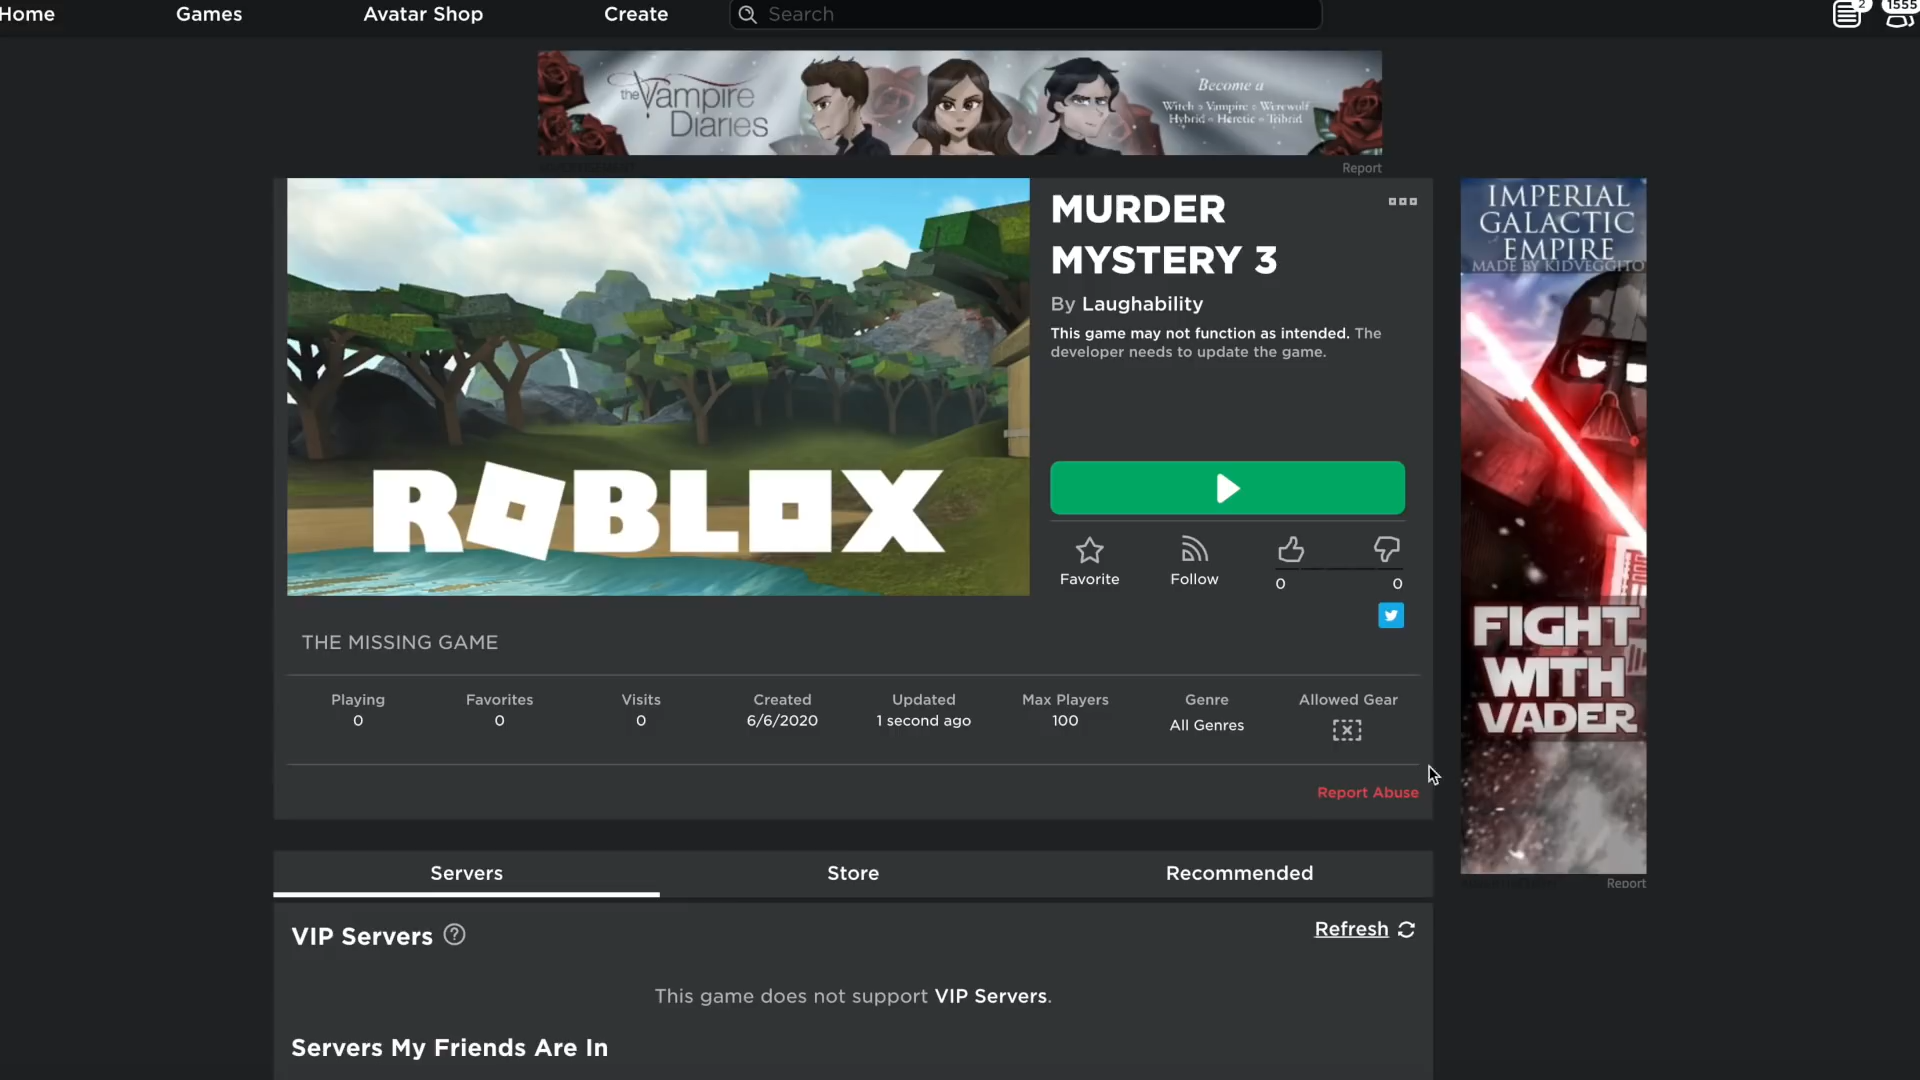 Home
Games
Avatar Shop
Create
Search
2
1555
the Vampire
Diaries
Become a
Witch ¤ Vampire ¤ Werewolf
Hybrid ¤ Heretic ¤ Tribrid
Report
MURDER
MYSTERY 3
By Laughability
This game may not function as intended. The
developer needs to update the game.
ROBLOX
Favorite
Follow
0
0
THE MISSING GAME
Playing
0
Favorites
0
Visits
0
Created
6/6/2020
Updated
1 second ago
Max Players
100
Genre
All Genres
Allowed Gear
Report Abuse
IMPERIAL
GALACTIC
EMPIRE
MADE BY KIDVEGGITO
FIGHT
WITH
VADER
Report
Servers
Store
Recommended
VIP Servers
?
Refresh
This game does not support VIP Servers.
Servers My Friends Are In